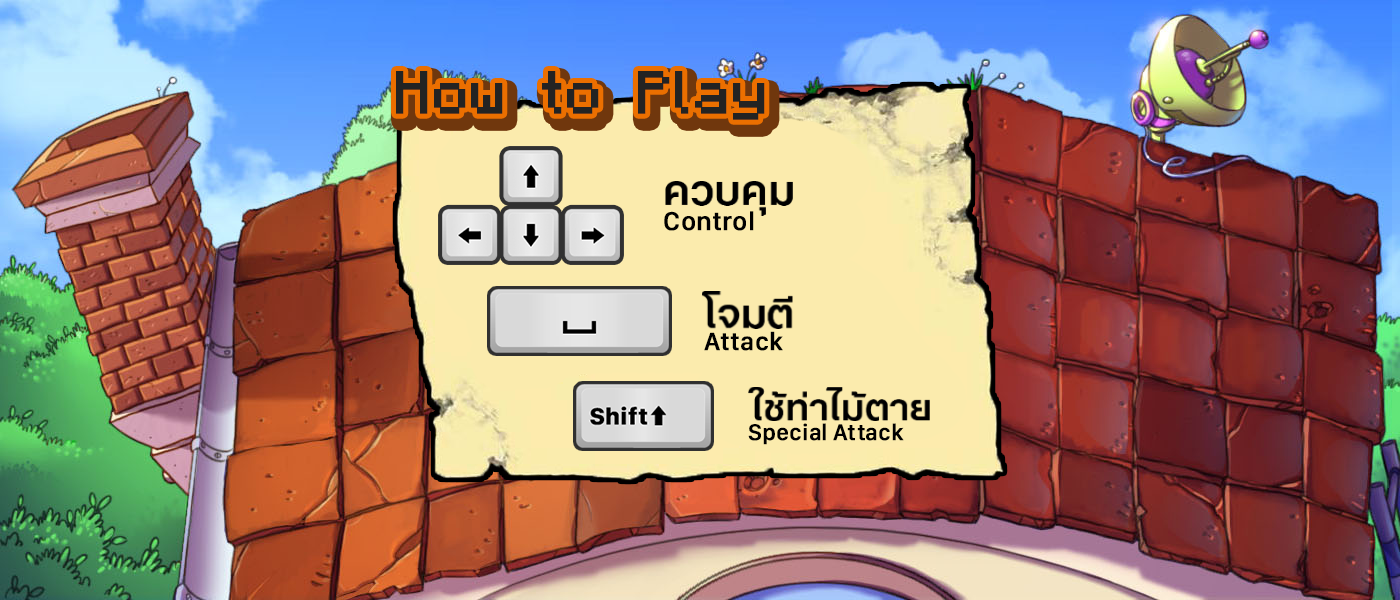 How to Play
ควบคุม
Control
โจมตี
Attack
Shift
ใช้ท่าไม้ตาย
Special Attack